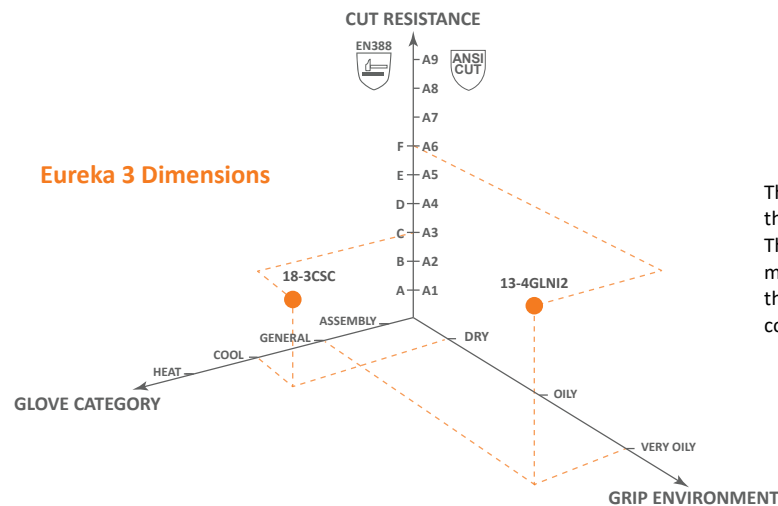 CUT RESISTANCE
EN388
ANSI
CUT
A9
A8
A7
F A6
E A5
D A4
C A3
B A2
A A1
Eureka 3 Dimensions
18-3CSC
13-4GLNI2
ASSEMBLY
GENERAL
COOL
HEAT
GLOVE CATEGORY
DRY
OILY
VERY OILY
GRIP ENVIRONMENT